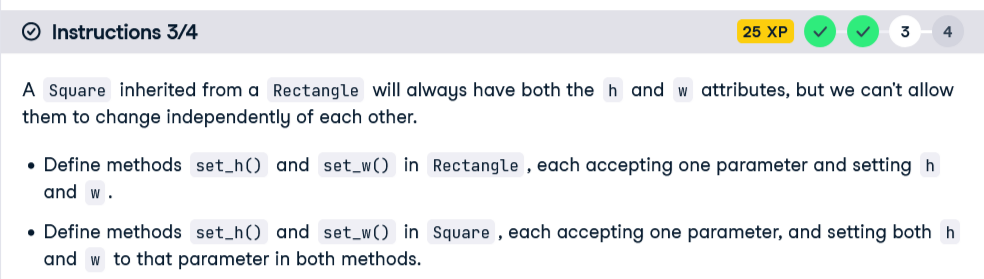 Instructions 3/4
25 XP
3
4
A Square inherited from a Rectangle will always have both the h and w attributes, but we can't allow
them to change independently of each other.
• Define methods set_h() and set_w() in Rectangle, each accepting one parameter and setting h
and w.
• Define methods set_h() and set_w() in Square, each accepting one parameter, and setting both h
and w to that parameter in both methods.